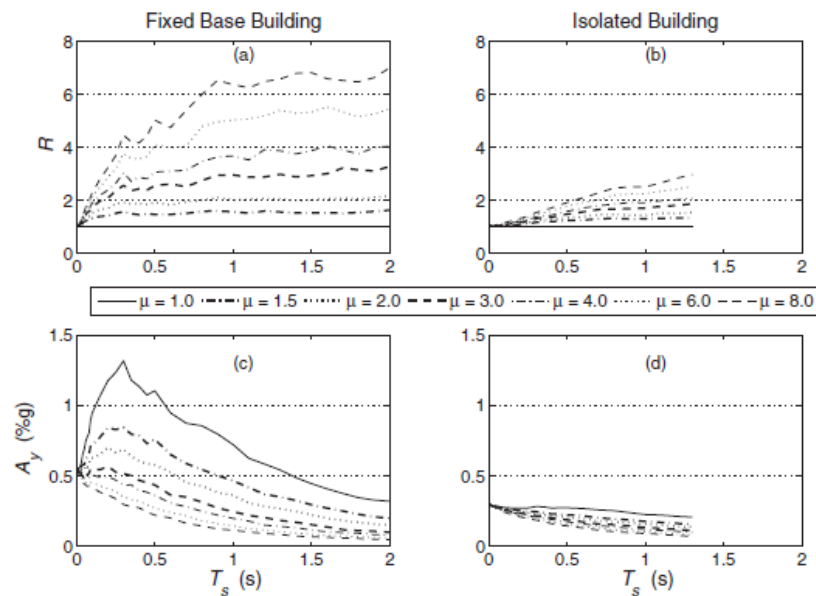 Fixed Base Building Isolated Building
8 8
(a) (b)
6 6
R 4 4
2 2
0 0
0 0.5 1 1.5 2 0 0.5 1 1.5 2
μ = 1.0 μ = 1.5 μ = 2.0 μ = 3.0 μ = 4.0 μ = 6.0 μ = 8.0
1.5 1.5
(c) (d)
1 1
A_y (%g) 0.5 0.5
0 0
0 0.5 1 1.5 2 0 0.5 1 1.5 2
T_s (s) T_s (s)